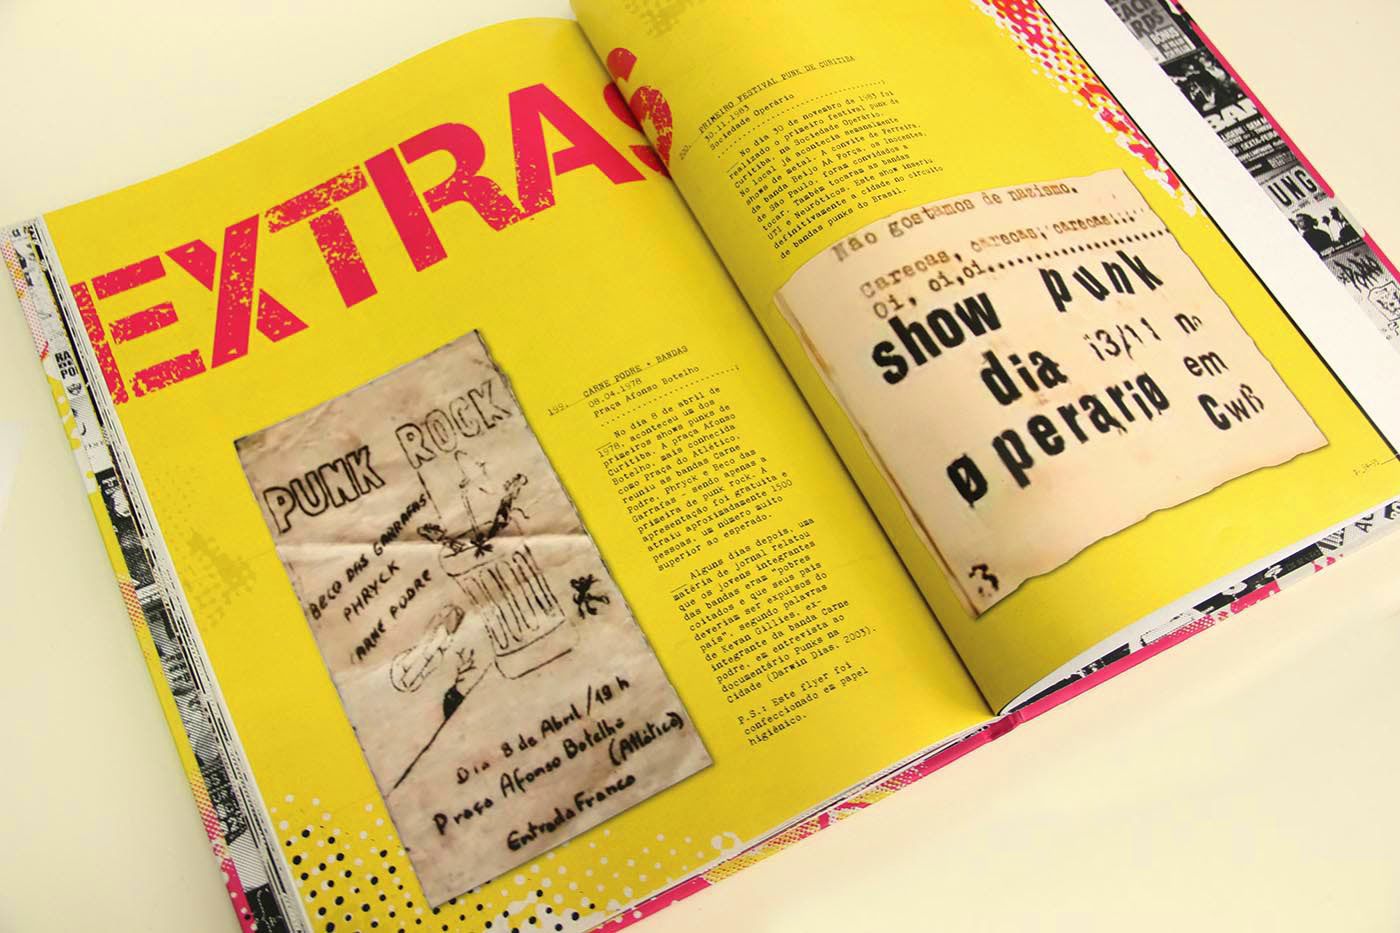 EXTRAS
PUNK ROCK
BECO DAS GARRAFAS
PHRYCK
CARNE PODRE
Dia 8 de Abril/19 h
Praça Afonso Botelho
(Atlético)
Entrada Franca
199. CARNE PODRE + BANDAS
08.04.1978
Praça Afonso Botelho
No dia 8 de abril de
1978, aconteceu um dos
primeiros shows punks de
Curitiba. A praça Afonso
Botelho, mais conhecida
como Praça do Atlético,
reuniu as bandas Carne
Podre, Phryck e Beco das
Garrafas - sendo apenas a
primeira de punk rock. A
apresentação foi gratuita e
atraiu aproximadamente 1500
pessoas, um número muito
superior ao esperado.
Alguns dias depois, uma
matéria de jornal relatou
que os jovens integrantes
das bandas eram "pobres
coitados e que seus pais
deveriam ser expulsos do
país", segundo palavras
de Kevan Gillies, ex-
integrante da banda Carne
podre, em entrevista ao
documentário Punks na
Cidade (Darwin Dias, 2003).
P.S.: Este flyer foi
confeccionado em papel
higiênico.
200. PRIMEIRO FESTIVAL PUNK DE CURITIBA
30.11.1983
Sociedade Operário
No dia 30 de novembro de 1983 foi
realizado o primeiro festival punk de
Curitiba, na Sociedade Operário.
No local já acontecia semanalmente
shows de metal. A convite de Ferreira,
da banda Beijo AA Força, os Inocentes,
de São Paulo, foram convidados a
tocar. Também tocaram as bandas
UTI e Neuróticos. Este show inseriu
definitivamente a cidade no circuito
de bandas punks do Brasil.
Não gostamos de nazismo.
Carecas, carecas, carecas....
Oi, oi, oi....................
show punk
dia 13/11 no
Øperariø em
CwB